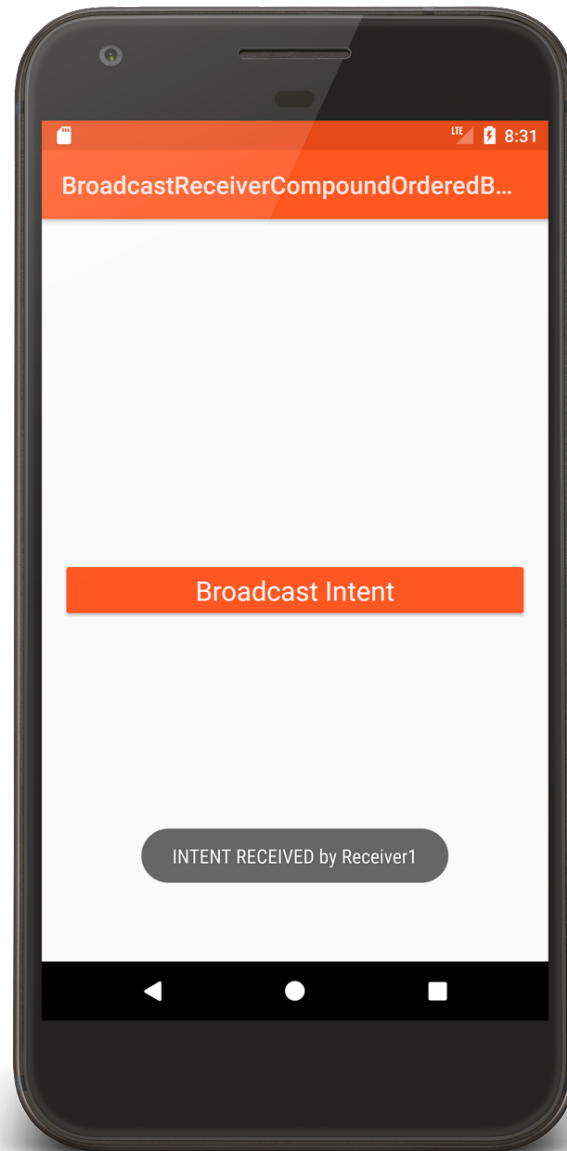 LTE 8:31
BroadcastReceiverCompoundOrderedB...
Broadcast Intent
INTENT RECEIVED by Receiver1